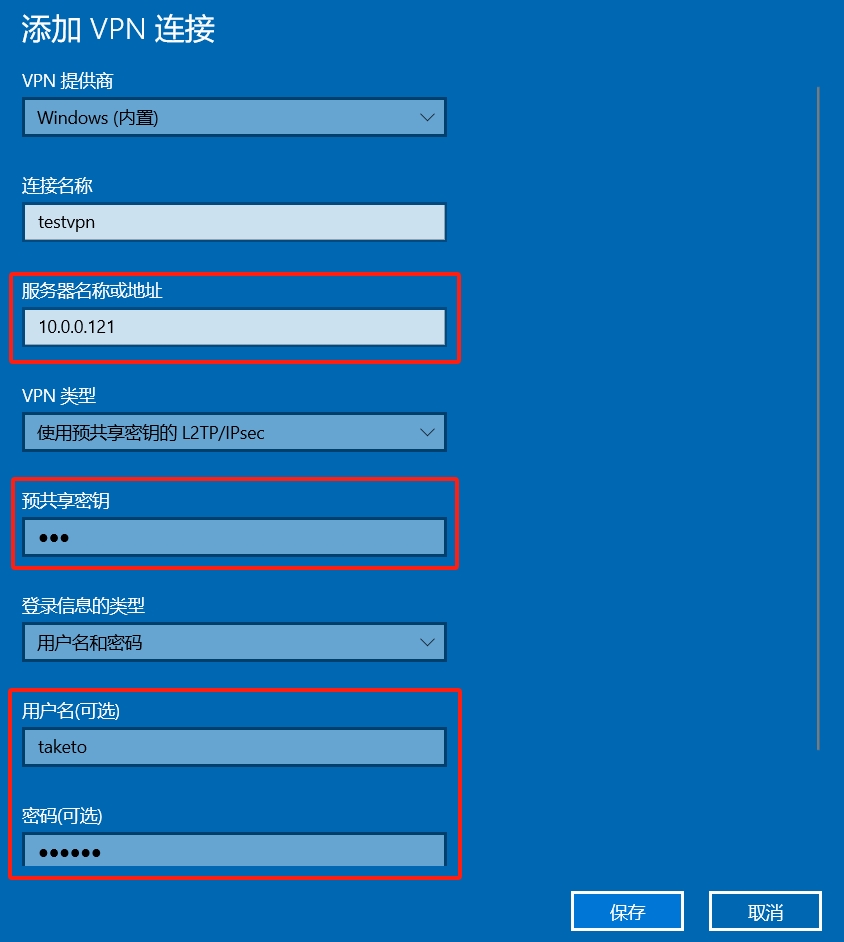 添加 VPN 连接
VPN 提供商
Windows (内置)
连接名称
testvpn
服务器名称或地址
10.0.0.121
VPN 类型
使用预共享密钥的 L2TP/IPsec
预共享密钥
●●●
登录信息的类型
用户名和密码
用户名(可选)
taketo
密码(可选)
●●●●●●
保存
取消